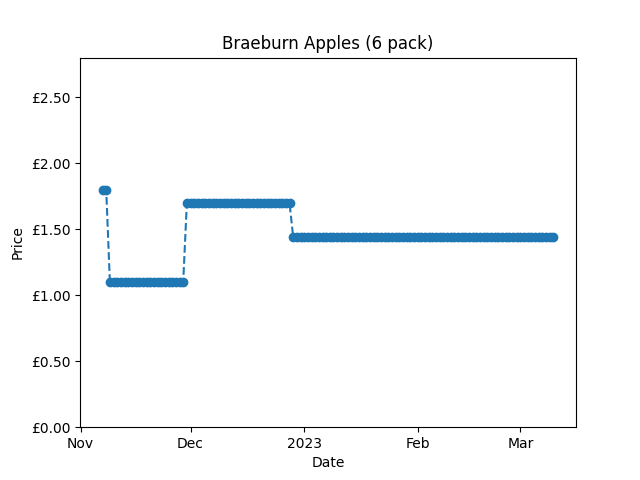 Braeburn Apples (6 pack)
£2.50
£2.00
£1.50
£1.00
£0.50
£0.00
Price
Nov Dec 2023 Feb Mar
Date